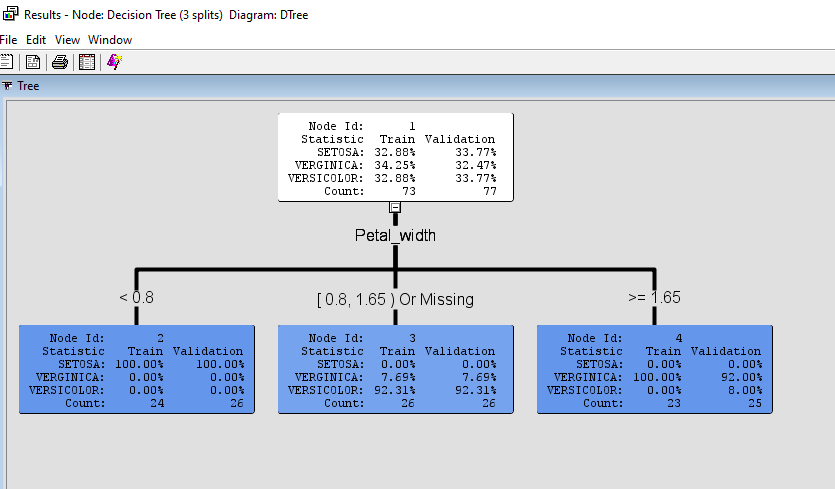 Results - Node: Decision Tree (3 splits) Diagram: DTree
File Edit View Window
Tree
Node Id: 1
Statistic Train Validation
SETOSA: 32.88% 33.77%
VERGINICA: 34.25% 32.47%
VERSICOLOR: 32.88% 33.77%
Count: 73 77
Petal_width
< 0.8
[ 0.8, 1.65 ) Or Missing
>= 1.65
Node Id: 2
Statistic Train Validation
SETOSA: 100.00% 100.00%
VERGINICA: 0.00% 0.00%
VERSICOLOR: 0.00% 0.00%
Count: 24 26
Node Id: 3
Statistic Train Validation
SETOSA: 0.00% 0.00%
VERGINICA: 7.69% 7.69%
VERSICOLOR: 92.31% 92.31%
Count: 26 26
Node Id: 4
Statistic Train Validation
SETOSA: 0.00% 0.00%
VERGINICA: 100.00% 92.00%
VERSICOLOR: 0.00% 8.00%
Count: 23 25